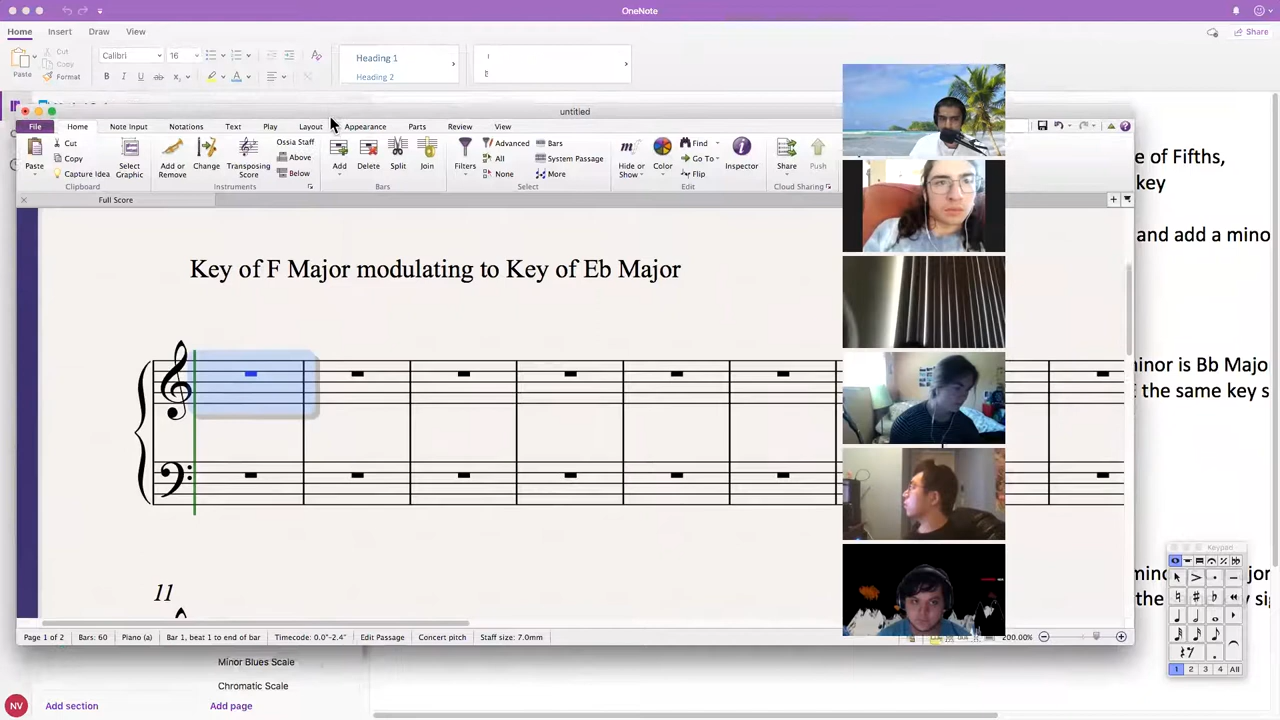 OneNote
Home Insert Draw View
Share
Paste
Cut
Copy
Format
Calibri 16
Heading 1
Heading 2
B I U ab
untitled
File Home Note Input Notations Text Play Layout Appearance Parts Review View
Paste
Cut
Copy
Capture Idea
Clipboard
Select Graphic
Add or Remove
Change
Transposing Score
Ossia Staff
Above
Below
Instruments
Add
Delete
Split
Join
Bars
Filters
Advanced
All
None
Bars
System Passage
More
Select
Hide or Show
Color
Find
Go To
Flip
Inspector
Edit
Share
Push
Cloud Sharing
Full Score
e of Fifths,
key
and add a mino
Key of F Major modulating to Key of Eb Major
ninor is Bb Majo
the same key s
11
Keypad
1 2 3 4 All
Page 1 of 2 Bars: 60 Piano (a) Bar 1, beat 1 to end of bar Timecode: 0.0"-2.4" Edit Passage Concert pitch Staff size: 7.0mm 200.00%
Minor Blues Scale
Chromatic Scale
NV
Add section
Add page